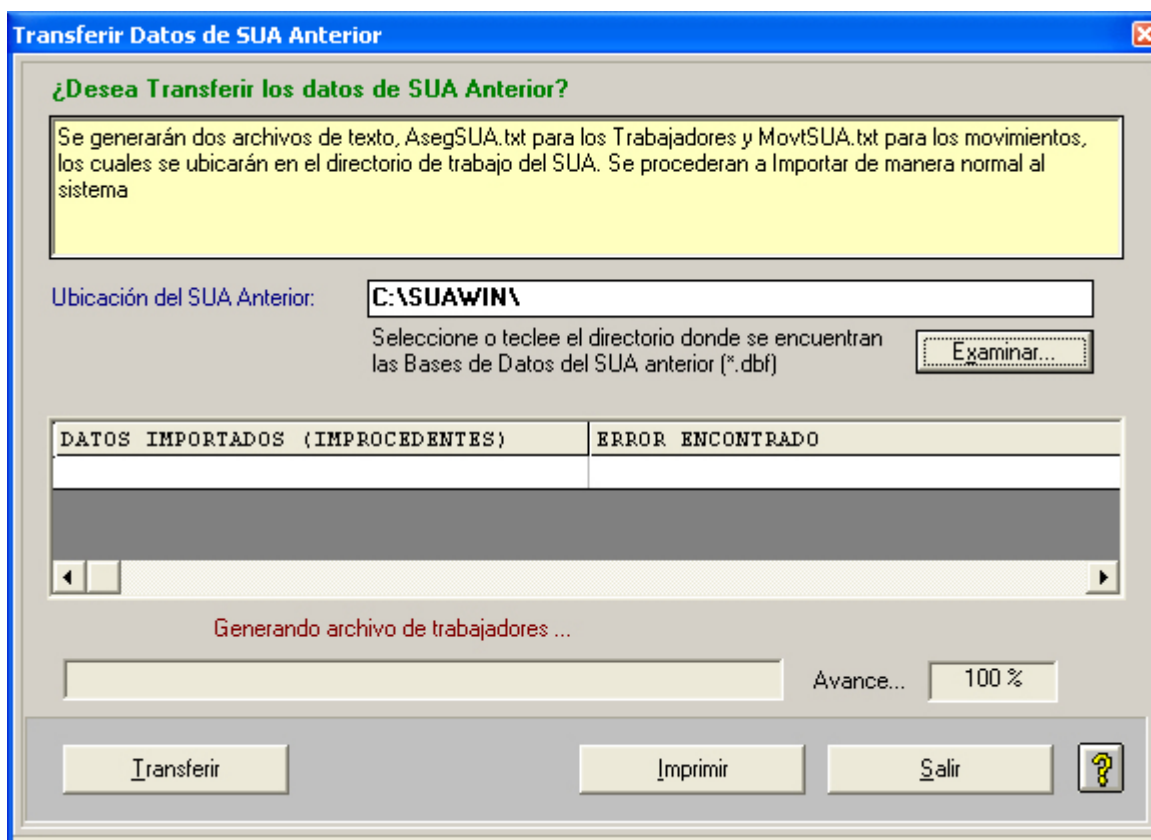 Transferir Datos de SUA Anterior
¿Desea Transferir los datos de SUA Anterior?
Se generarán dos archivos de texto, AsegSUA.txt para los Trabajadores y MovtSUA.txt para los movimientos,
los cuales se ubicarán en el directorio de trabajo del SUA. Se procederan a Importar de manera normal al
sistema
Ubicación del SUA Anterior: C:\SUAWIN\
Seleccione o teclee el directorio donde se encuentran
las Bases de Datos del SUA anterior (*.dbf)
Examinar...
DATOS IMPORTADOS (IMPROCEDENTES) ERROR ENCONTRADO
Generando archivo de trabajadores ...
Avance... 100 %
Transferir Imprimir Salir ?